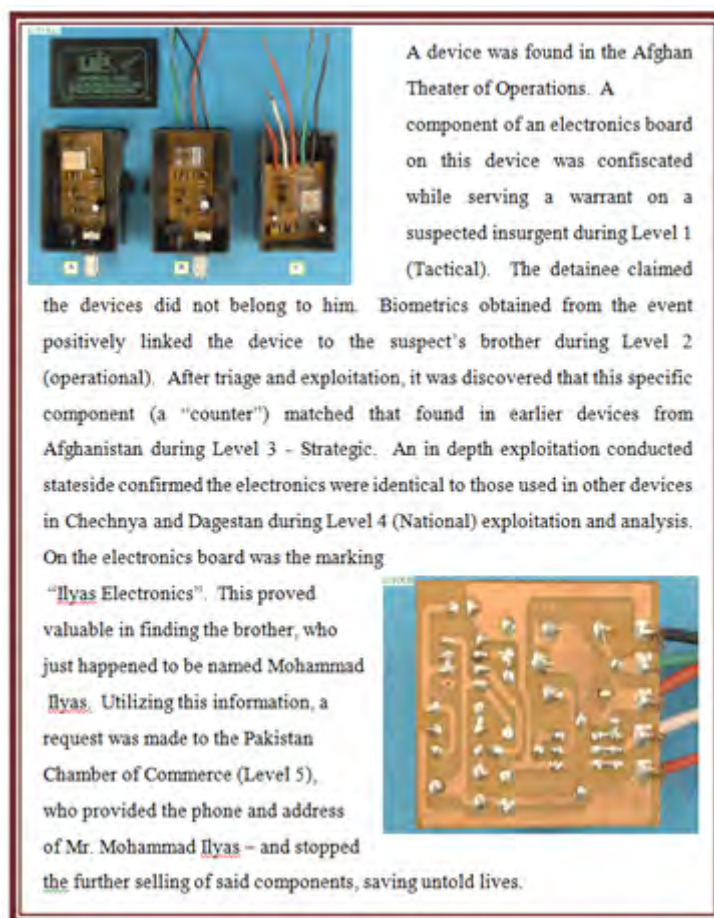 A device was found in the Afghan
Theater of Operations. A
component of an electronics board
on this device was confiscated
while serving a warrant on a
suspected insurgent during Level 1
(Tactical). The detainee claimed
the devices did not belong to him. Biometrics obtained from the event
positively linked the device to the suspect's brother during Level 2
(operational). After triage and exploitation, it was discovered that this specific
component (a “counter”) matched that found in earlier devices from
Afghanistan during Level 3 - Strategic. An in depth exploitation conducted
stateside confirmed the electronics were identical to those used in other devices
in Chechnya and Dagestan during Level 4 (National) exploitation and analysis.
On the electronics board was the marking
“Ilyas Electronics”. This proved
valuable in finding the brother, who
just happened to be named Mohammad
Ilyas. Utilizing this information, a
request was made to the Pakistan
Chamber of Commerce (Level 5),
who provided the phone and address
of Mr. Mohammad Ilyas – and stopped
the further selling of said components, saving untold lives.